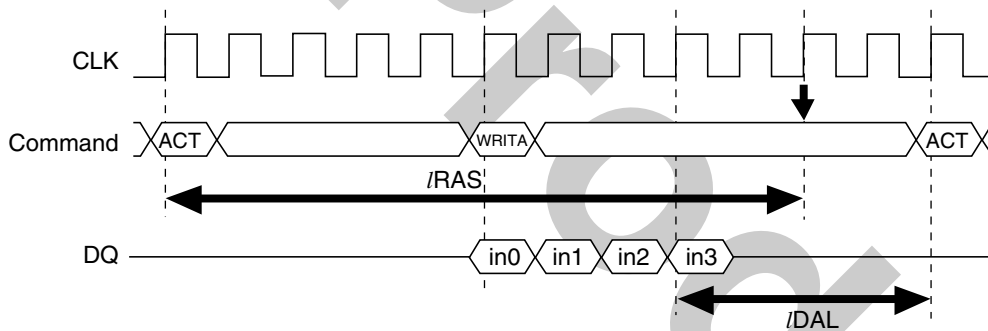 CLK
Command ACT WRITA ACT
lRAS
DQ in0 in1 in2 in3
lDAL